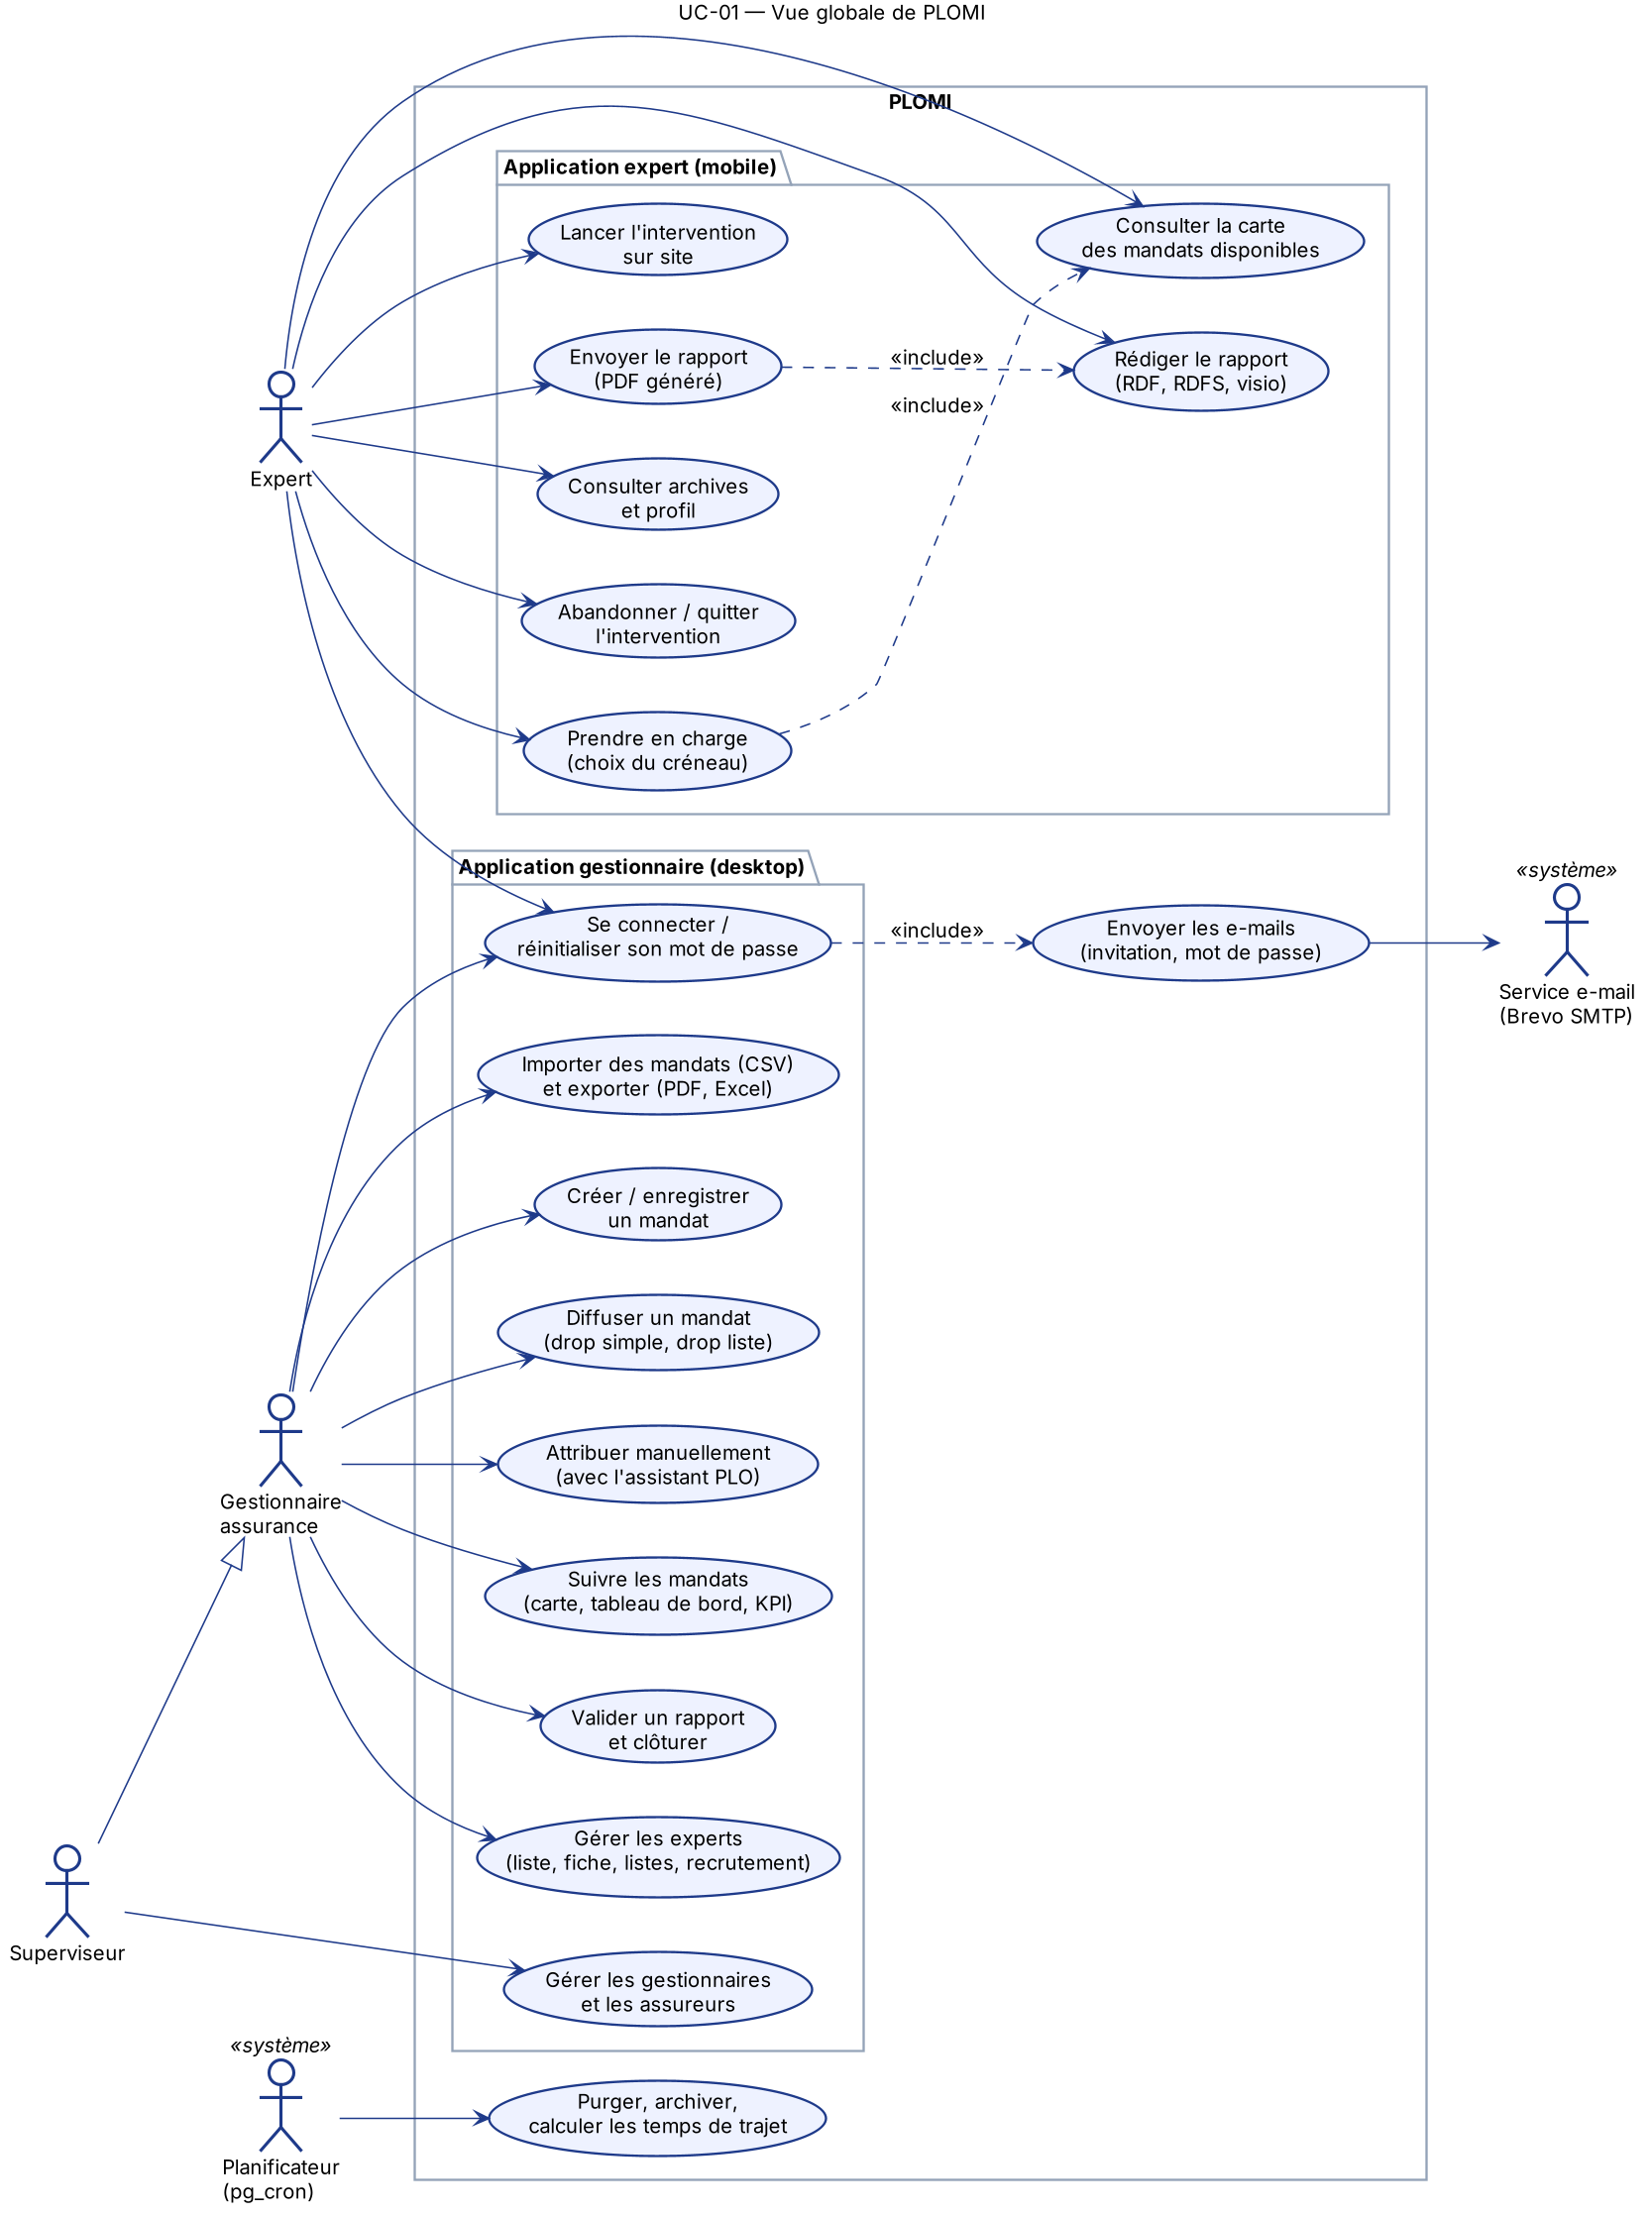 UC-01 — Vue globale de PLOMI
PLOMI
Application expert (mobile)
Lancer l'intervention
sur site
Consulter la carte
des mandats disponibles
Envoyer le rapport
(PDF généré)
«include»
Rédiger le rapport
(RDF, RDFS, visio)
«include»
Expert
Consulter archives
et profil
Abandonner / quitter
l'intervention
Prendre en charge
(choix du créneau)
Application gestionnaire (desktop)
Se connecter /
réinitialiser son mot de passe
«include»
Envoyer les e-mails
(invitation, mot de passe)
«système»
Service e-mail
(Brevo SMTP)
Importer des mandats (CSV)
et exporter (PDF, Excel)
Créer / enregistrer
un mandat
Diffuser un mandat
(drop simple, drop liste)
Attribuer manuellement
(avec l'assistant PLO)
Gestionnaire
assurance
Suivre les mandats
(carte, tableau de bord, KPI)
Valider un rapport
et clôturer
Gérer les experts
(liste, fiche, listes, recrutement)
Superviseur
Gérer les gestionnaires
et les assureurs
«système»
Planificateur
(pg_cron)
Purger, archiver,
calculer les temps de trajet